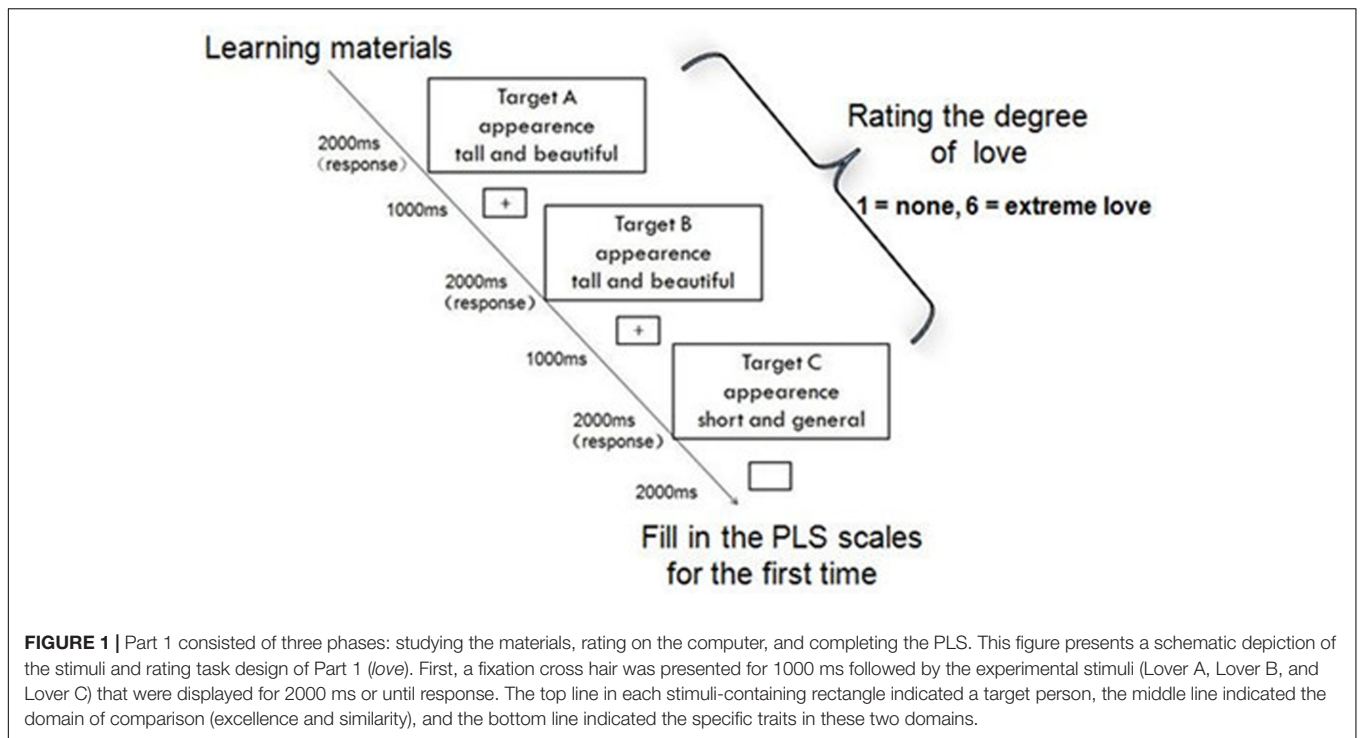 Learning materials
Target A
appearence
tall and beautiful
2000ms
(response)
Rating the degree
of love
1 = none, 6 = extreme love
1000ms
+
Target B
appearence
tall and beautiful
2000ms
(response)
+
1000ms
Target C
appearence
short and general
2000ms
(response)
2000ms
Fill in the PLS scales
for the first time
FIGURE 1 | Part 1 consisted of three phases: studying the materials, rating on the computer, and completing the PLS. This figure presents a schematic depiction of
the stimuli and rating task design of Part 1 (love). First, a fixation cross hair was presented for 1000 ms followed by the experimental stimuli (Lover A, Lover B, and
Lover C) that were displayed for 2000 ms or until response. The top line in each stimuli-containing rectangle indicated a target person, the middle line indicated the
domain of comparison (excellence and similarity), and the bottom line indicated the specific traits in these two domains.